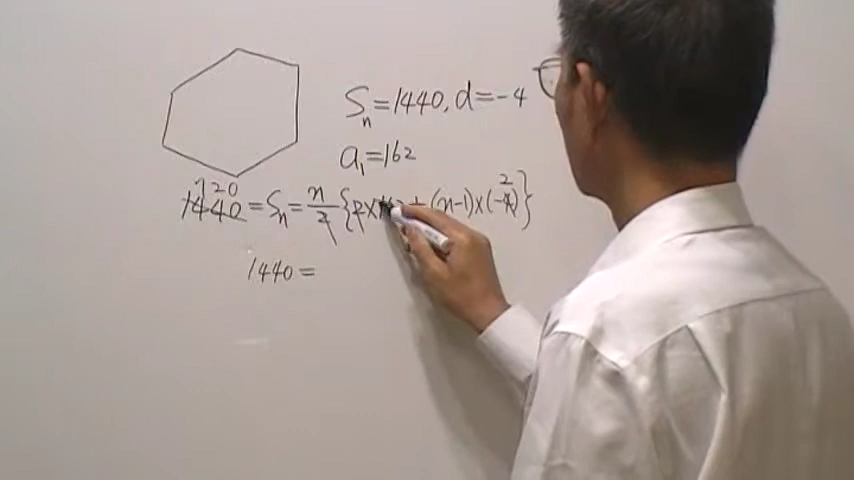 Sₙ=1440, d=-4
a₁=162
720
2
1440=Sₙ=n/2{2×162+(n-1)×(-4)}
1440=